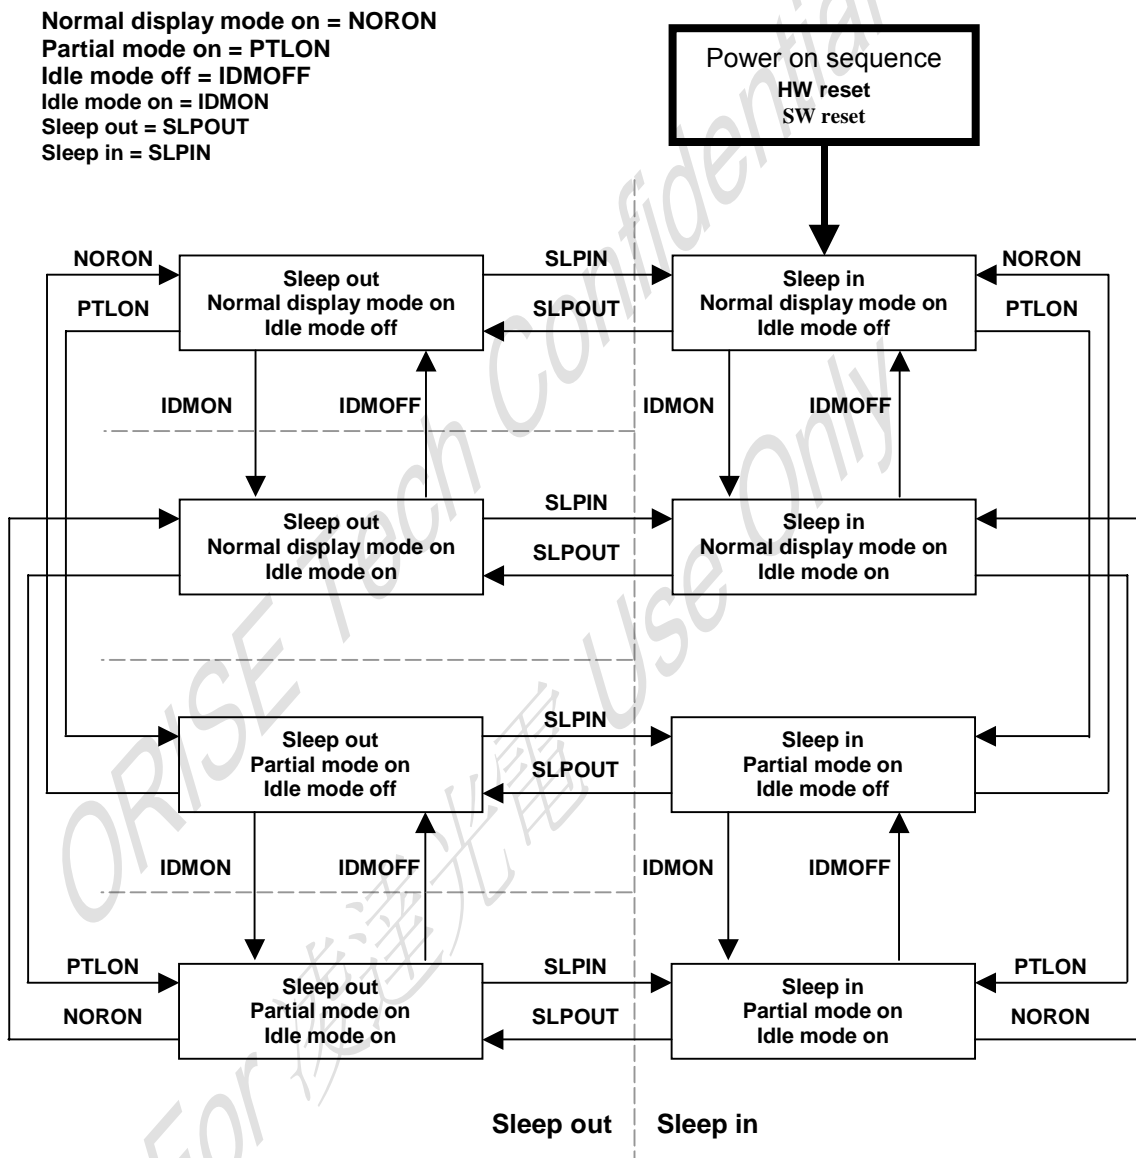 Normal display mode on = NORON
Partial mode on = PTLON
Idle mode off = IDMOFF
Idle mode on = IDMON
Sleep out = SLPOUT
Sleep in = SLPIN
Power on sequence
HW reset
SW reset
NORON
PTLON
Sleep out
Normal display mode on
Idle mode off
SLPIN
SLPOUT
Sleep in
Normal display mode on
Idle mode off
NORON
PTLON
IDMON
IDMOFF
IDMON
IDMOFF
Sleep out
Normal display mode on
Idle mode on
SLPIN
SLPOUT
Sleep in
Normal display mode on
Idle mode on
Sleep out
Partial mode on
Idle mode off
SLPIN
SLPOUT
Sleep in
Partial mode on
Idle mode off
IDMON
IDMOFF
IDMON
IDMOFF
PTLON
NORON
Sleep out
Partial mode on
Idle mode on
SLPIN
SLPOUT
Sleep in
Partial mode on
Idle mode on
PTLON
NORON
Sleep out
Sleep in
ORISE Tech Confidential
For 凌達光電 Use Only